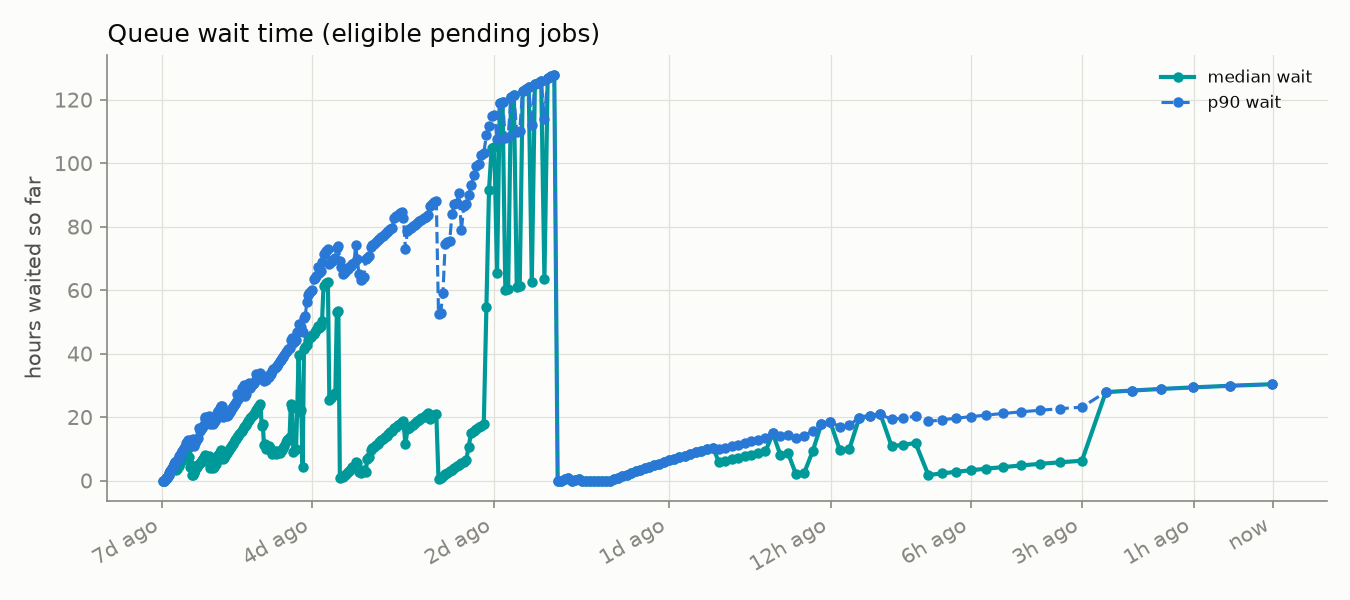 Queue wait time (eligible pending jobs)
median wait
p90 wait
hours waited so far
120
100
80
60
40
20
0
7d ago
4d ago
2d ago
1d ago
12h ago
6h ago
3h ago
1h ago
now